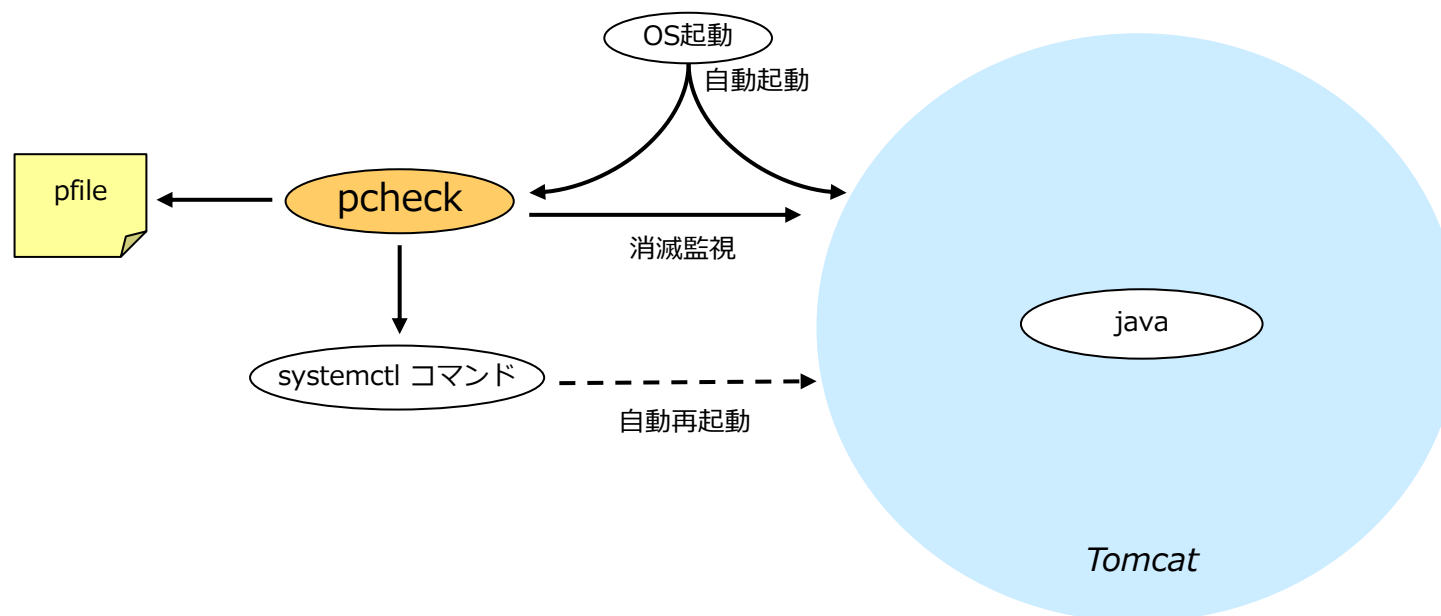 OS起動
自動起動
pfile
pcheck
消滅監視
java
systemctl コマンド
自動再起動
Tomcat